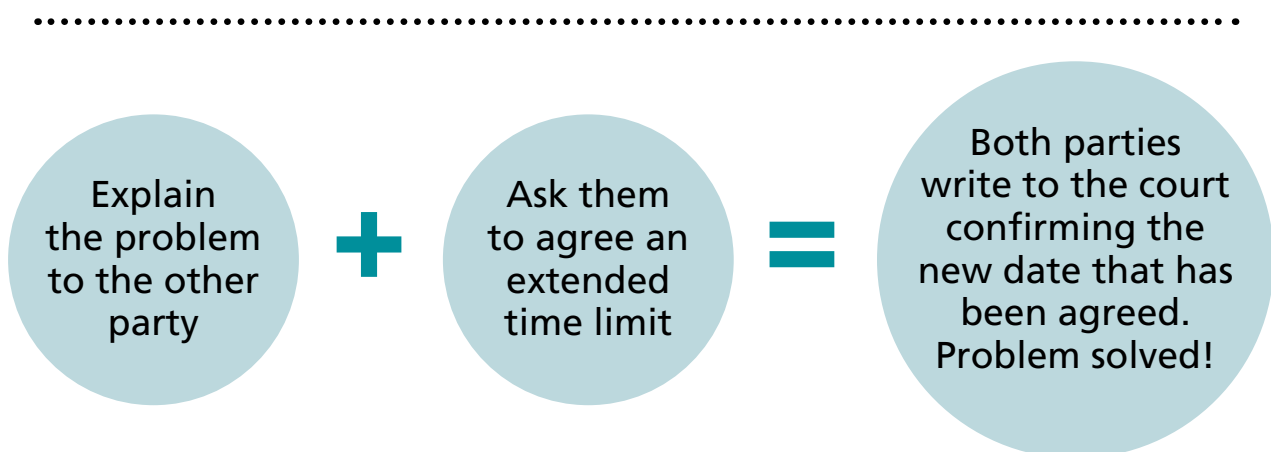 Explain
the problem
to the other
party
+
Ask them
to agree an
extended
time limit
=
Both parties
write to the court
confirming the
new date that has
been agreed.
Problem solved!